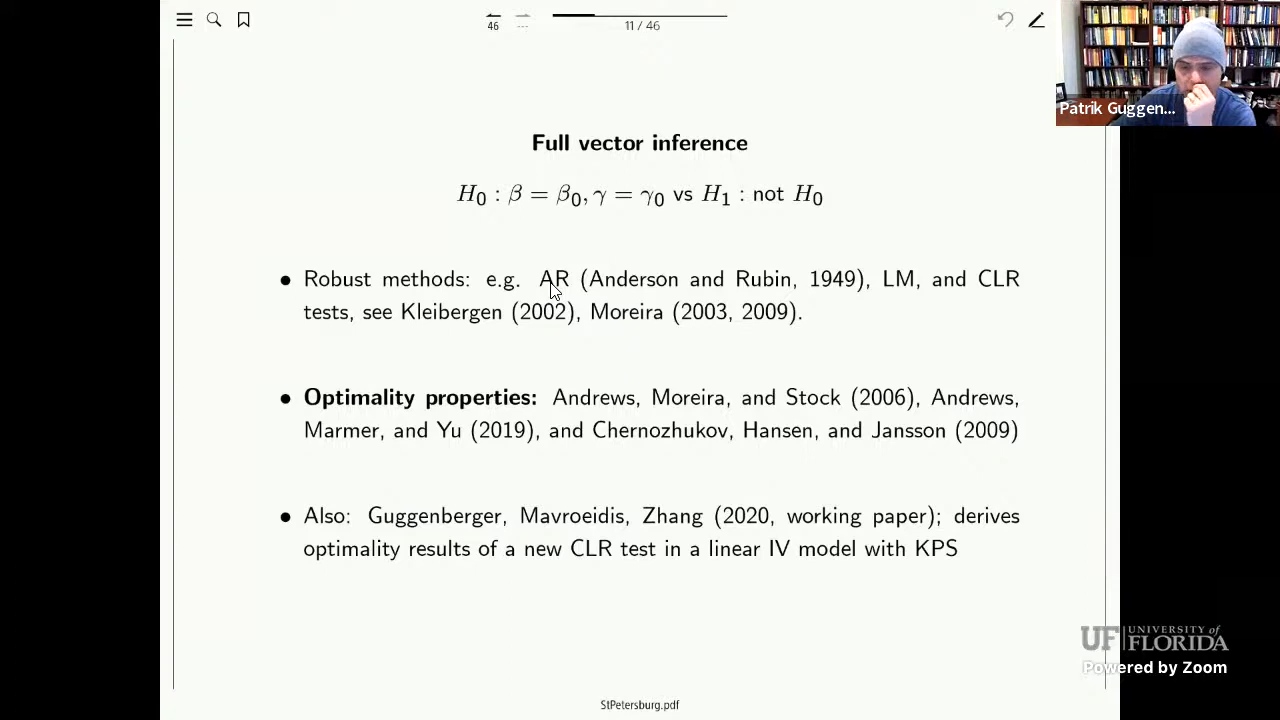 46
...
11 / 46
Patrik Guggen...
Full vector inference
H₀ : β = β₀, γ = γ₀ vs H₁ : not H₀
● Robust methods: e.g. AR (Anderson and Rubin, 1949), LM, and CLR
tests, see Kleibergen (2002), Moreira (2003, 2009).
● Optimality properties: Andrews, Moreira, and Stock (2006), Andrews,
Marmer, and Yu (2019), and Chernozhukov, Hansen, and Jansson (2009)
● Also: Guggenberger, Mavroeidis, Zhang (2020, working paper); derives
optimality results of a new CLR test in a linear IV model with KPS
UF UNIVERSITY of
FLORIDA
Powered by Zoom
StPetersburg.pdf